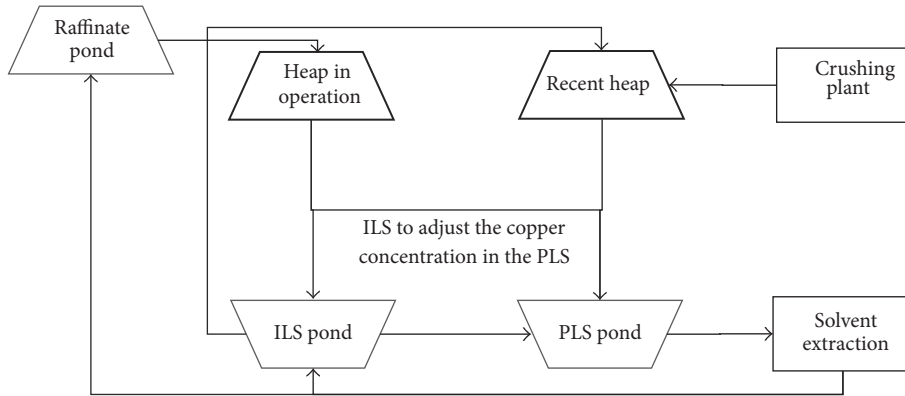 Raffinate
pond
Heap in
operation
Recent heap
Crushing
plant
ILS to adjust the copper
concentration in the PLS
ILS pond
PLS pond
Solvent
extraction